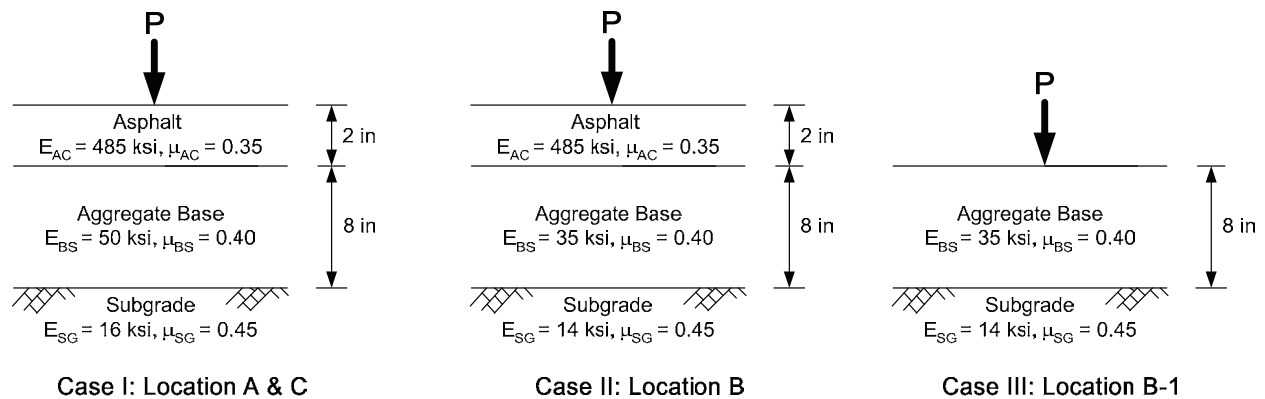 P
Asphalt
E_AC = 485 ksi, μ_AC = 0.35
2 in
Aggregate Base
E_BS = 50 ksi, μ_BS = 0.40
8 in
Subgrade
E_SG = 16 ksi, μ_SG = 0.45
Case I: Location A & C
P
Asphalt
E_AC = 485 ksi, μ_AC = 0.35
2 in
Aggregate Base
E_BS = 35 ksi, μ_BS = 0.40
8 in
Subgrade
E_SG = 14 ksi, μ_SG = 0.45
Case II: Location B
P
Aggregate Base
E_BS = 35 ksi, μ_BS = 0.40
8 in
Subgrade
E_SG = 14 ksi, μ_SG = 0.45
Case III: Location B-1